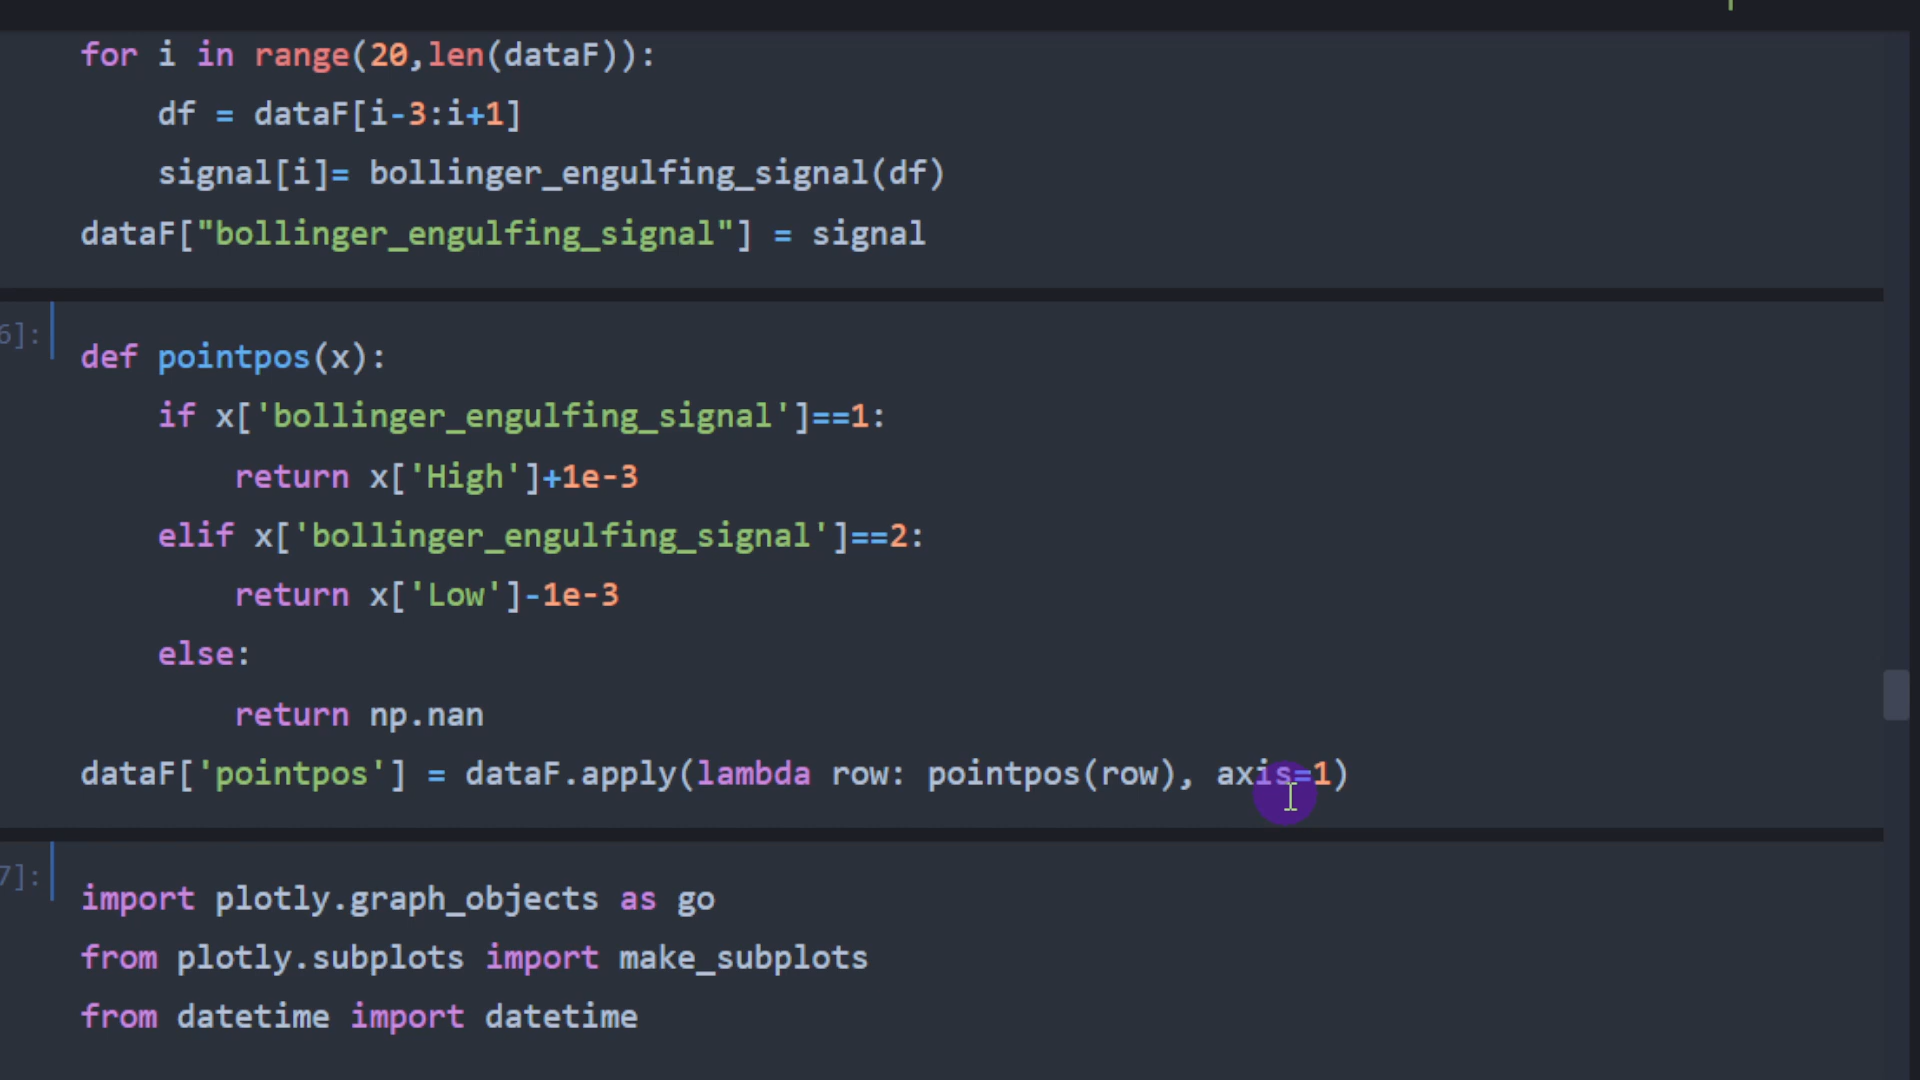 for i in range(20,len(dataF)):
    df = dataF[i-3:i+1]
    signal[i]= bollinger_engulfing_signal(df)
dataF["bollinger_engulfing_signal"] = signal
6]:
def pointpos(x):
    if x['bollinger_engulfing_signal']==1:
        return x['High']+1e-3
    elif x['bollinger_engulfing_signal']==2:
        return x['Low']-1e-3
    else:
        return np.nan
dataF['pointpos'] = dataF.apply(lambda row: pointpos(row), axis=1)
7]:
import plotly.graph_objects as go
from plotly.subplots import make_subplots
from datetime import datetime